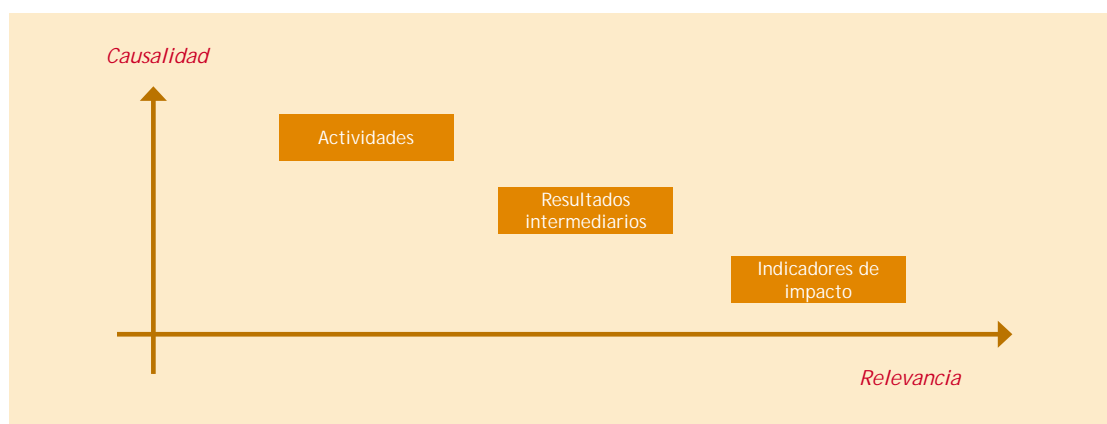 Causalidad
Actividades
Resultados
intermediarios
Indicadores de
impacto
Relevancia